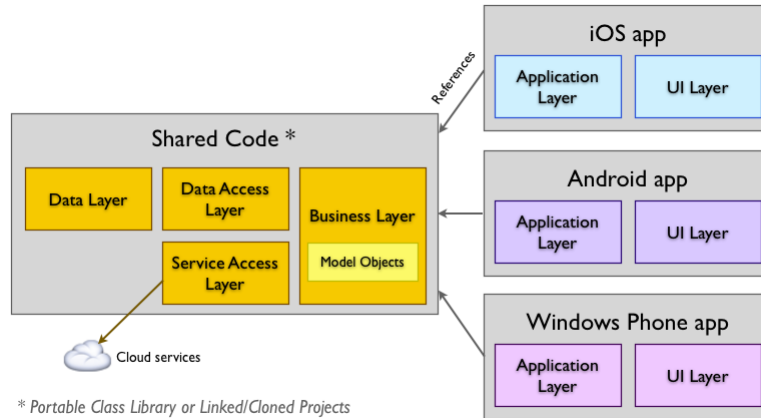 iOS app
References
Application
Layer
UI Layer
Shared Code *
Data Layer
Data Access
Layer
Business Layer
Model Objects
Service Access
Layer
Android app
Application
Layer
UI Layer
Windows Phone app
Application
Layer
UI Layer
Cloud services
* Portable Class Library or Linked/Cloned Projects